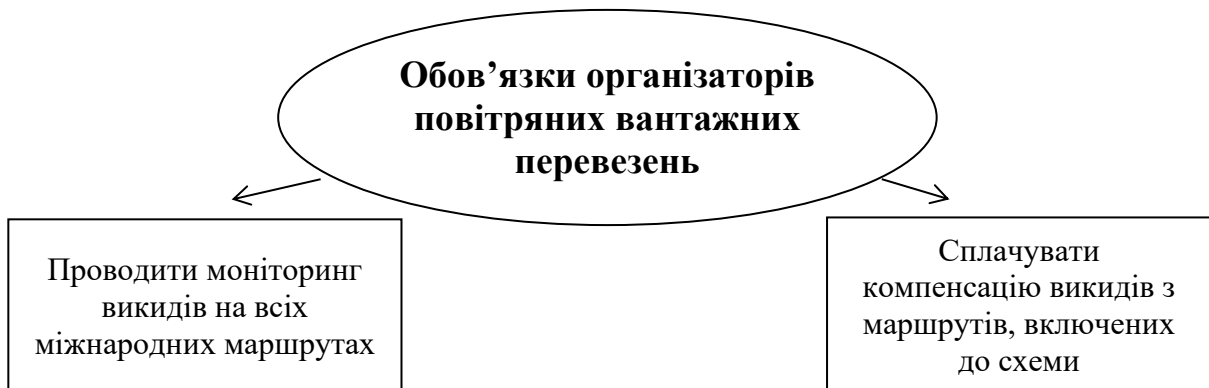 Обов’язки організаторів
повітряних вантажних
перевезень
Проводити моніторинг
викидів на всіх
міжнародних маршрутах
Сплачувати
компенсацію викидів з
маршрутів, включених
до схеми